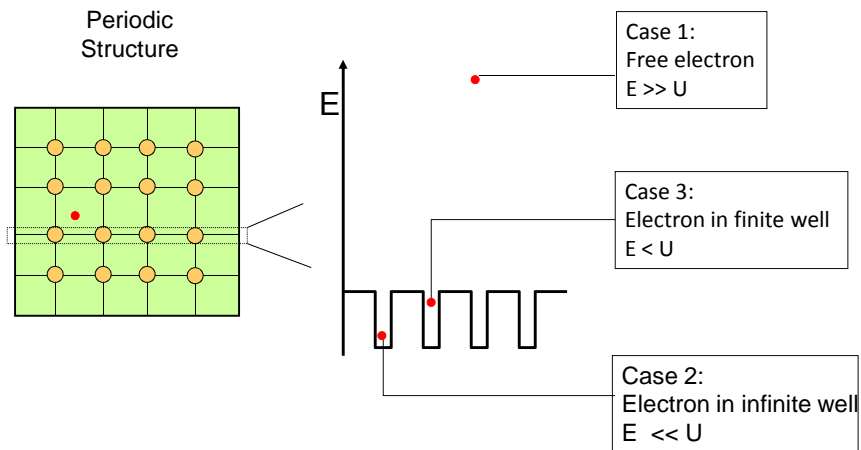 Periodic
Structure
E
Case 1:
Free electron
E >> U
Case 3:
Electron in finite well
E < U
Case 2:
Electron in infinite well
E << U